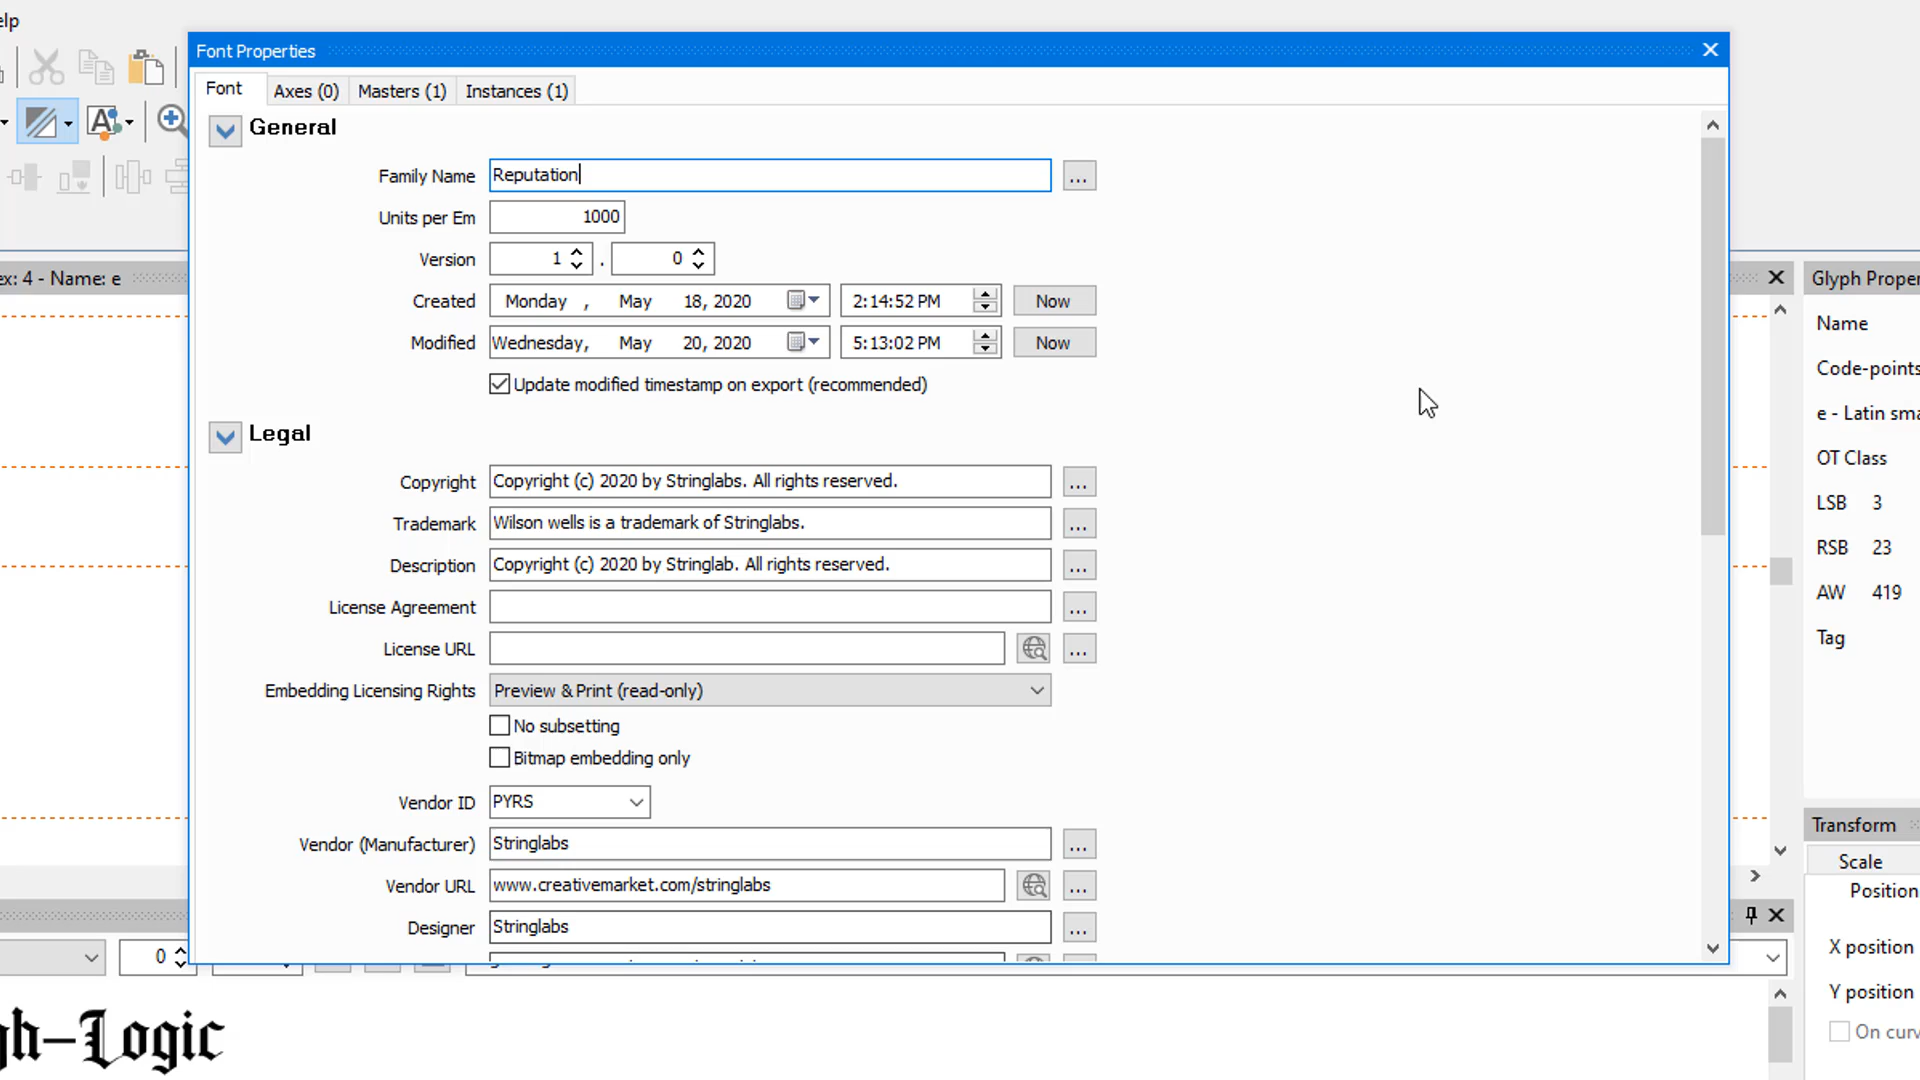 elp
Font Properties
Font Axes (0) Masters (1) Instances (1)
General
Family Name Reputation ...
Units per Em 1000
Version 1 . 0
Created Monday , May 18, 2020 2:14:52 PM Now
Modified Wednesday, May 20, 2020 5:13:02 PM Now
Update modified timestamp on export (recommended)
Legal
Copyright Copyright (c) 2020 by Stringlabs. All rights reserved. ...
Trademark Wilson wells is a trademark of Stringlabs. ...
Description Copyright (c) 2020 by Stringlab. All rights reserved. ...
License Agreement ...
License URL ...
Embedding Licensing Rights Preview & Print (read-only)
No subsetting
Bitmap embedding only
Vendor ID PYRS
Vendor (Manufacturer) Stringlabs ...
Vendor URL www.creativemarket.com/stringlabs ...
Designer Stringlabs ...
ex: 4 - Name: e
0
gh-Logic
Glyph Proper
Name
Code-points
e - Latin sma
OT Class
LSB 3
RSB 23
AW 419
Tag
Transform
Scale
Position
X position
Y position
On curv